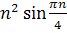 n² sin πn/4